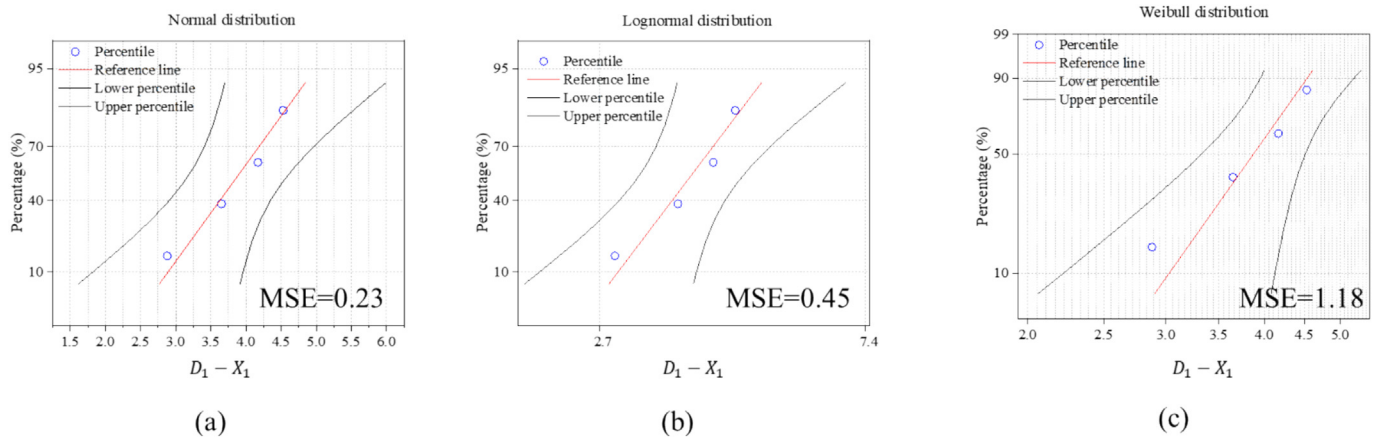 Normal distribution
Percentile
Reference line
Lower percentile
Upper percentile
95
70
40
10
Percentage (%)
MSE=0.23
1.5 2.0 2.5 3.0 3.5 4.0 4.5 5.0 5.5 6.0
D₁ − X₁
(a)
Lognormal distribution
Percentile
Reference line
Lower percentile
Upper percentile
95
70
40
10
Percentage (%)
MSE=0.45
2.7 7.4
D₁ − X₁
(b)
Weibull distribution
Percentile
Reference line
Lower percentile
Upper percentile
99
90
50
10
Percentage (%)
MSE=1.18
2.0 2.5 3.0 3.5 4.0 4.5 5.0
D₁ − X₁
(c)